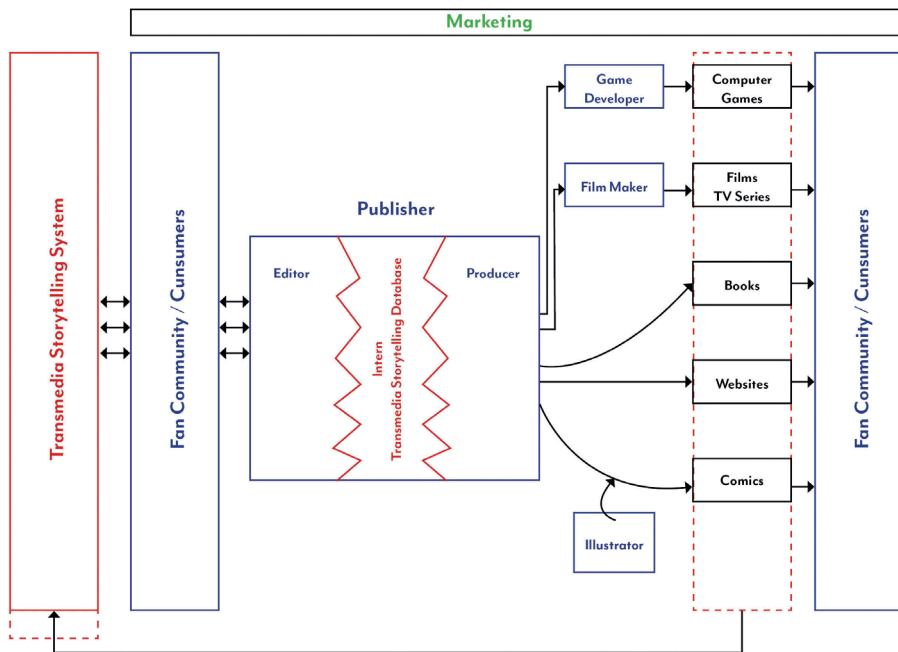 Marketing
Transmedia Storytelling System
Fan Community / Cunsumers
Publisher
Editor
Intern
Transmedia Storytelling Database
Producer
Game
Developer
Film Maker
Illustrator
Computer
Games
Films
TV Series
Books
Websites
Comics
Fan Community / Cunsumers